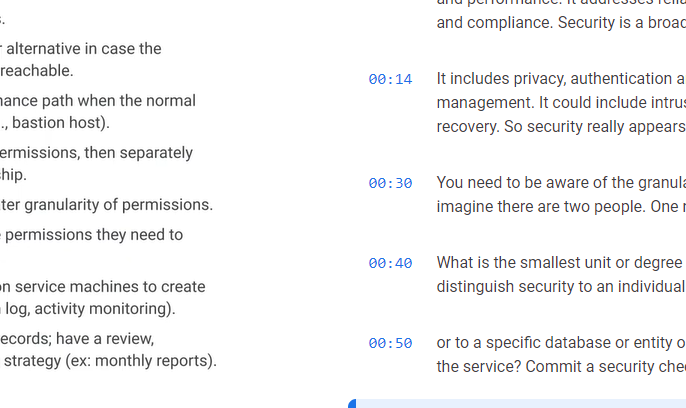 s.
r alternative in case the
reachable.
nance path when the normal
., bastion host).
ermissions, then separately
hip.
ter granularity of permissions.
e permissions they need to
on service machines to create
log, activity monitoring).
ecords; have a review,
strategy (ex: monthly reports).
and performance. It addresses relia
and compliance. Security is a broad
00:14 It includes privacy, authentication a
management. It could include intrus
recovery. So security really appears
00:30 You need to be aware of the granula
imagine there are two people. One
00:40 What is the smallest unit or degree
distinguish security to an individual
00:50 or to a specific database or entity o
the service? Commit a security chec